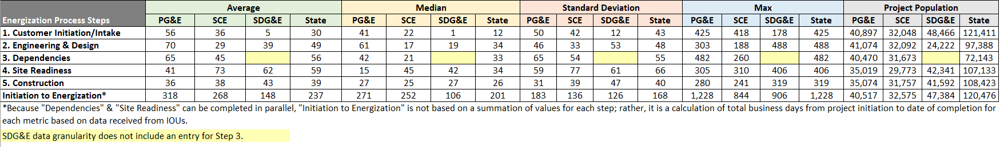 Average Median Standard Deviation Max Project Population
Energization Process Steps PG&E SCE SDG&E State PG&E SCE SDG&E State PG&E SCE SDG&E State PG&E SCE SDG&E State PG&E SCE SDG&E State
1. Customer Initiation/Intake 56 36 5 30 41 22 1 12 50 42 12 43 425 418 178 425 40,897 32,048 48,466 121,411
2. Engineering & Design 70 29 39 49 61 17 19 34 46 33 53 48 303 188 488 488 41,074 32,092 24,222 97,388
3. Dependencies 65 45 56 42 21 33 65 54 55 482 260 482 40,470 31,673 72,143
4. Site Readiness 41 73 62 59 15 45 42 34 59 77 61 66 305 310 406 406 35,019 29,773 42,341 107,133
5. Construction 36 38 43 39 27 25 27 26 31 39 47 40 280 241 319 319 35,074 31,757 41,592 108,423
Initiation to Energization* 318 268 148 237 271 252 106 201 183 136 126 168 1,228 844 906 1,228 40,517 32,575 47,384 120,476
*Because "Dependencies" & "Site Readiness" can be completed in parallel, "Initiation to Energization" is not based on a summation of values for each step; rather, it is a calculation of total business days from project initiation to date of completion for
each metric based on data received from IOUs.
SDG&E data granularity does not include an entry for Step 3.